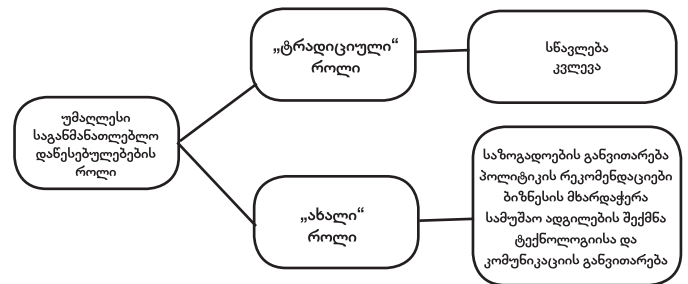 უმაღლესი
საგანმანათლებლო
დაწესებულებების
როლი
„ტრადიციული“
როლი
სწავლება
კვლევა
„ახალი“
როლი
საზოგადოების განვითარება
პოლიტიკის რეკომენდაციები
ბიზნესის მხარდაჭერა
სამუშაო ადგილების შექმნა
ტექნოლოგიისა და
კომუნიკაციის განვითარება